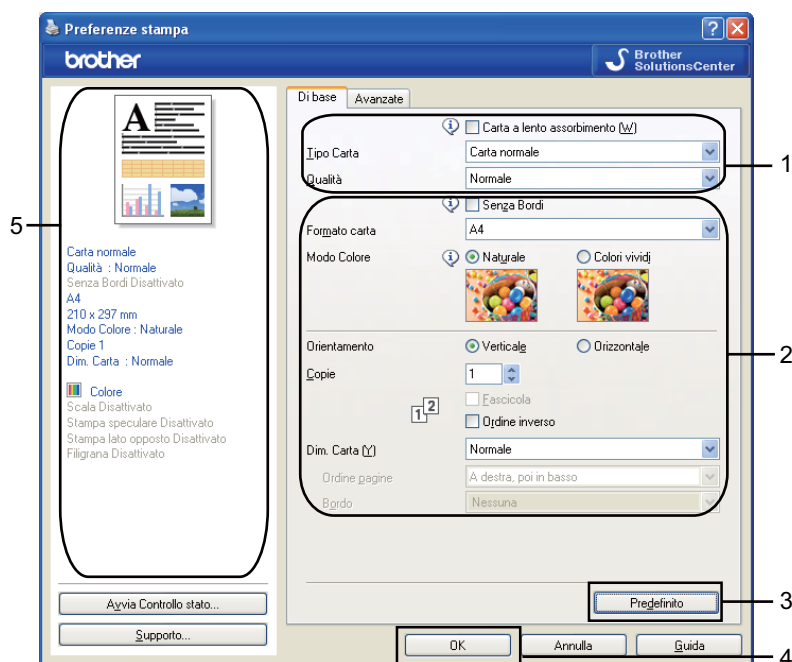 Preferenze stampa
brother
Brother
SolutionsCenter
5
A
Carta normale
Qualità : Normale
Senza Bordi Disattivato
A4
210 x 297 mm
Modo Colore : Naturale
Copie 1
Dim. Carta : Normale
Colore
Scala Disattivato
Stampa speculare Disattivato
Stampa lato opposto Disattivato
Filigrana Disattivato
Avvia Controllo stato...
Supporto...
Di base Avanzate
Carta a lento assorbimento (W)
Tipo Carta Carta normale
Qualità Normale
1
Senza Bordi
Formato carta A4
Modo Colore Naturale Colori vividi
Orientamento Verticale Orizzontale
2
Copie 1
Fascicola
1 2
Ordine inverso
Dim. Carta (Y) Normale
Ordine pagine A destra, poi in basso
Bordo Nessuna
Predefinito 3
OK Annulla Guida
4